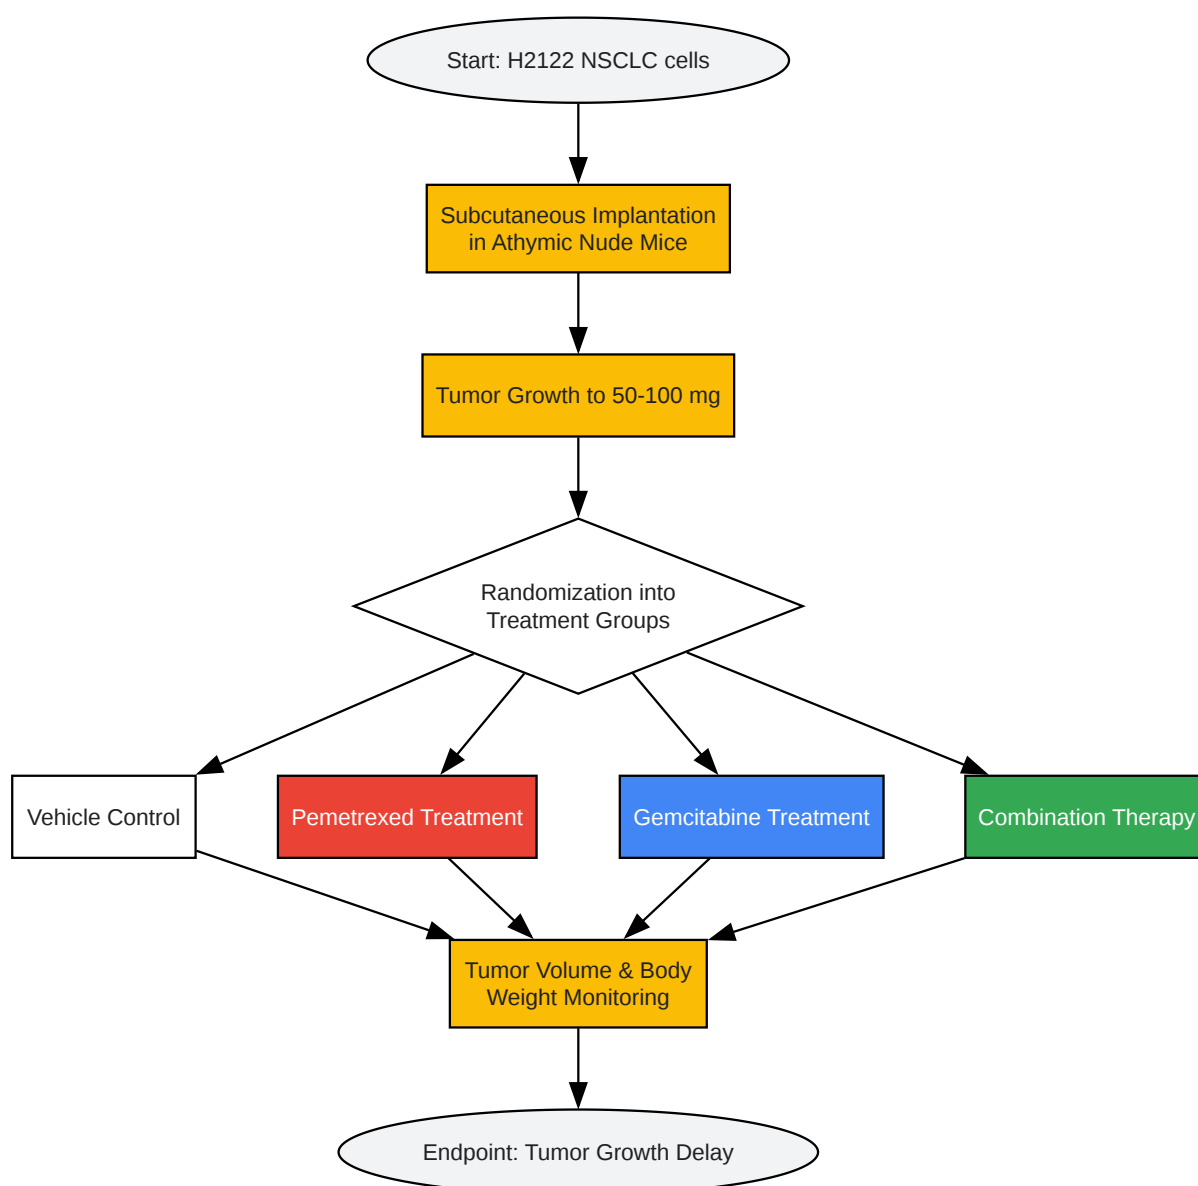 Start: H2122 NSCLC cells
Subcutaneous Implantation
in Athymic Nude Mice
Tumor Growth to 50-100 mg
Randomization into
Treatment Groups
Vehicle Control
Pemetrexed Treatment
Gemcitabine Treatment
Combination Therapy
Tumor Volume & Body
Weight Monitoring
Endpoint: Tumor Growth Delay